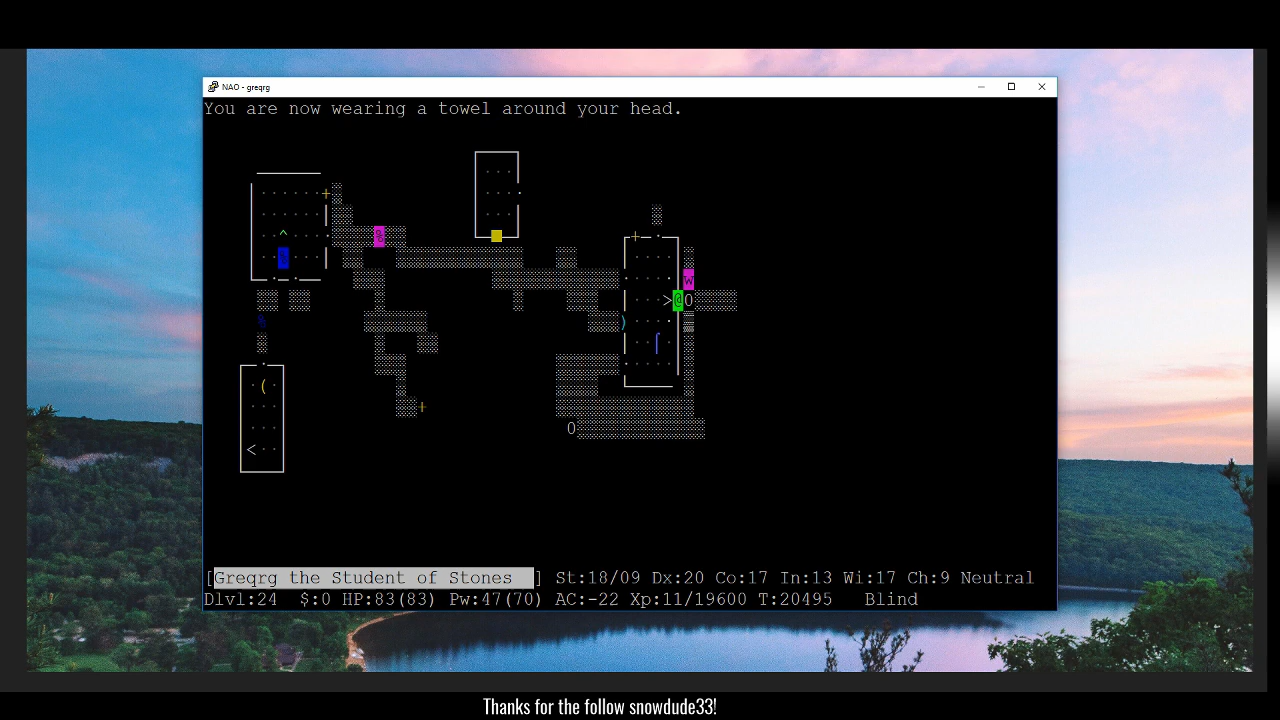 NAO - greqrg
You are now wearing a towel around your head.
[Greqrg the Student of Stones ] St:18/09 Dx:20 Co:17 In:13 Wi:17 Ch:9 Neutral
Dlvl:24 $:0 HP:83(83) Pw:47(70) AC:-22 Xp:11/19600 T:20495 Blind
Thanks for the follow snowdude33!